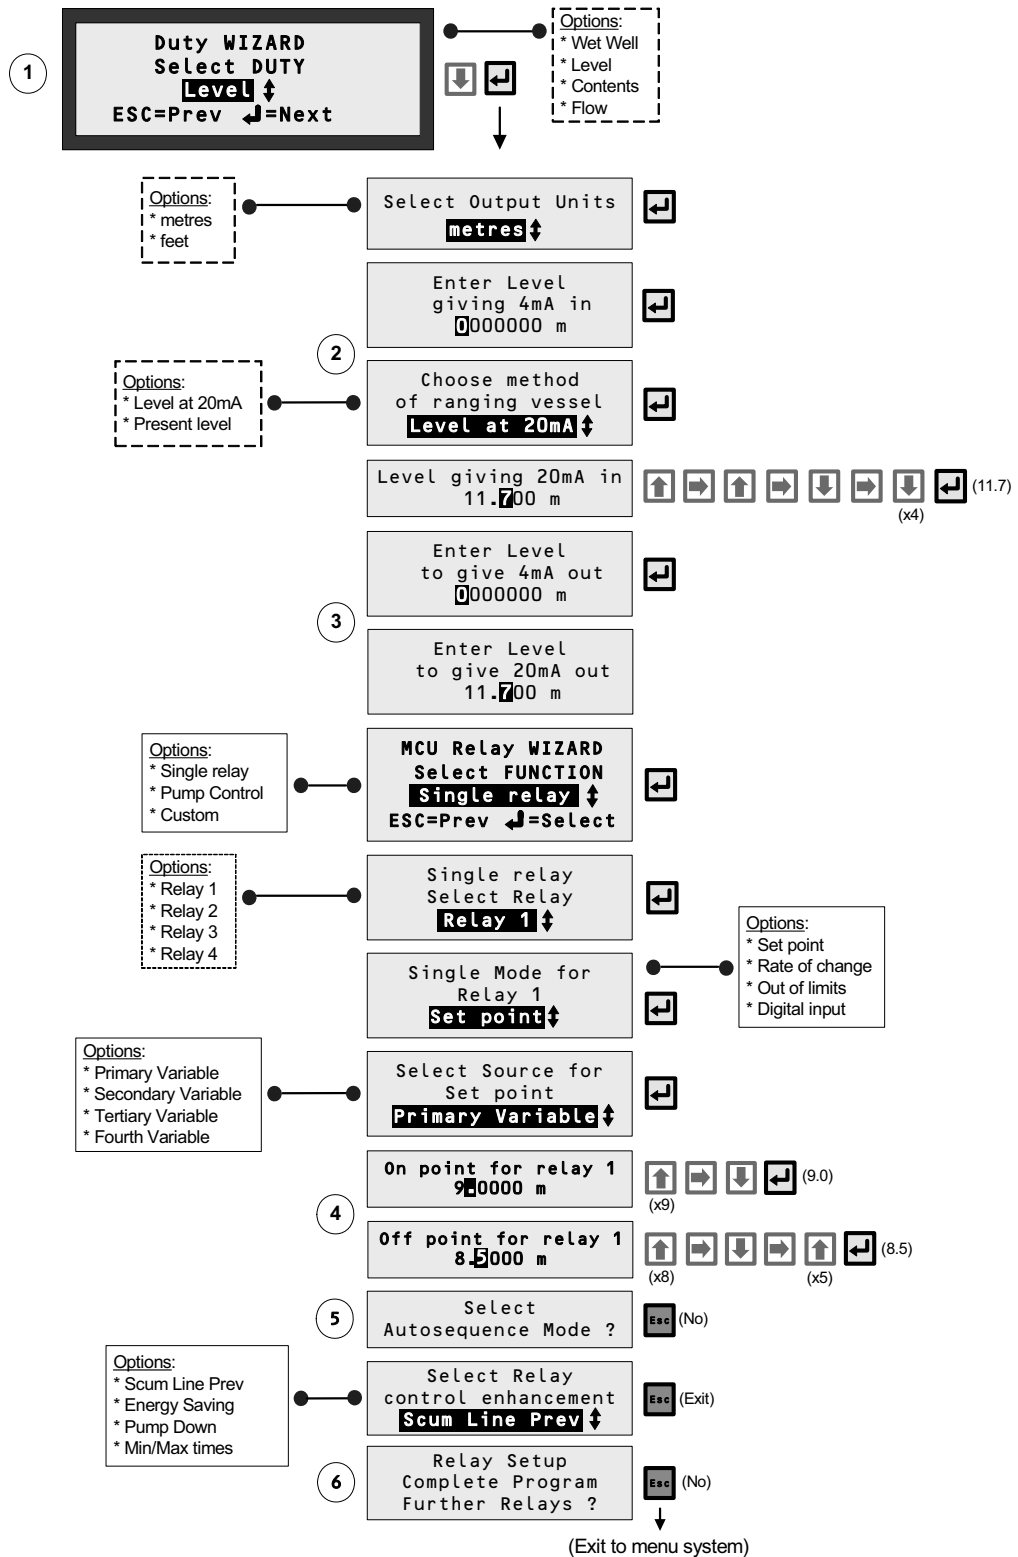 1
Duty WIZARD
Select DUTY
Level
ESC=Prev ↵=Next
Options:
* Wet Well
* Level
* Contents
* Flow
Options:
* metres
* feet
Select Output Units
metres
Enter Level
giving 4mA in
0000000 m
2
Options:
* Level at 20mA
* Present level
Choose method
of ranging vessel
Level at 20mA
Level giving 20mA in
11.700 m
(x4)
(11.7)
Enter Level
to give 4mA out
0000000 m
3
Enter Level
to give 20mA out
11.700 m
Options:
* Single relay
* Pump Control
* Custom
MCU Relay WIZARD
Select FUNCTION
Single relay
ESC=Prev ↵=Select
Options:
* Relay 1
* Relay 2
* Relay 3
* Relay 4
Single relay
Select Relay
Relay 1
Single Mode for
Relay 1
Set point
Options:
* Set point
* Rate of change
* Out of limits
* Digital input
Options:
* Primary Variable
* Secondary Variable
* Tertiary Variable
* Fourth Variable
Select Source for
Set point
Primary Variable
On point for relay 1
9.0000 m
(x9)
(9.0)
4
Off point for relay 1
8.5000 m
(x8)
(x5)
(8.5)
5
Select
Autosequence Mode ?
Esc (No)
Options:
* Scum Line Prev
* Energy Saving
* Pump Down
* Min/Max times
Select Relay
control enhancement
Scum Line Prev
Esc (Exit)
6
Relay Setup
Complete Program
Further Relays ?
Esc (No)
(Exit to menu system)